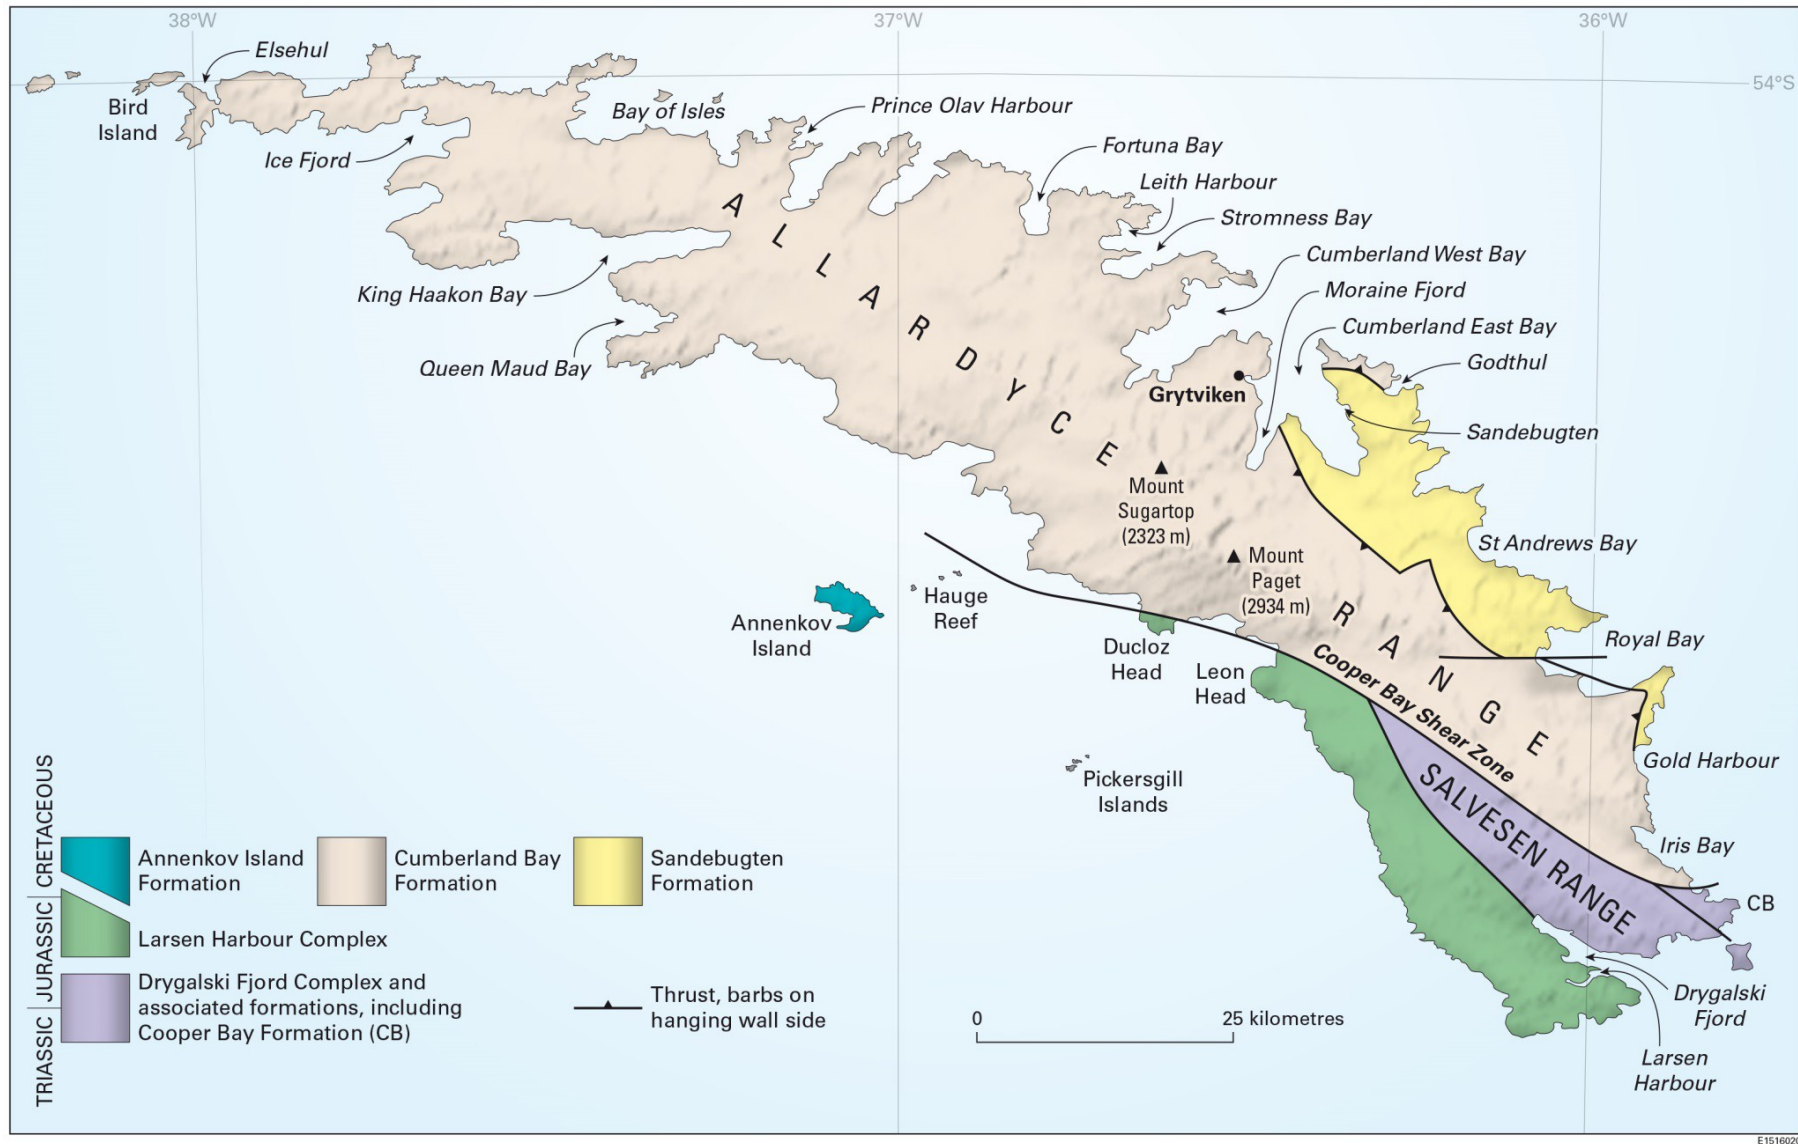 38°W
37°W
36°W
54°S
Elsehul
Bird
Island
Ice Fjord
Bay of Isles
Prince Olav Harbour
Fortuna Bay
Leith Harbour
Stromness Bay
Cumberland West Bay
Moraine Fjord
Cumberland East Bay
Godthul
King Haakon Bay
Queen Maud Bay
Grytviken
Sandebugten
ALLARDYCE
RANGE
Mount
Sugartop
(2323 m)
Mount
Paget
(2934 m)
St Andrews Bay
Royal Bay
Annenkov
Island
Hauge
Reef
Ducloz
Head
Leon
Head
Cooper Bay Shear Zone
Gold Harbour
Pickersgill
Islands
SALVESEN RANGE
Iris Bay
CB
Drygalski
Fjord
Larsen
Harbour
CRETACEOUS
JURASSIC
TRIASSIC
Annenkov Island
Formation
Cumberland Bay
Formation
Sandebugten
Formation
Larsen Harbour Complex
Drygalski Fjord Complex and
associated formations, including
Cooper Bay Formation (CB)
Thrust, barbs on
hanging wall side
0 25 kilometres